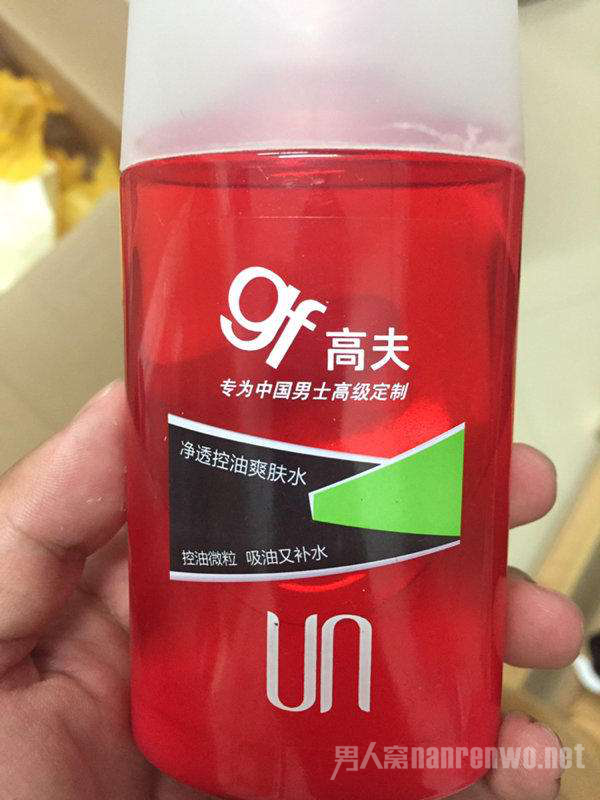 gf 高夫
专为中国男士高级定制
净透控油爽肤水
控油微粒 吸油又补水
un
男人窝nanrenwo.net